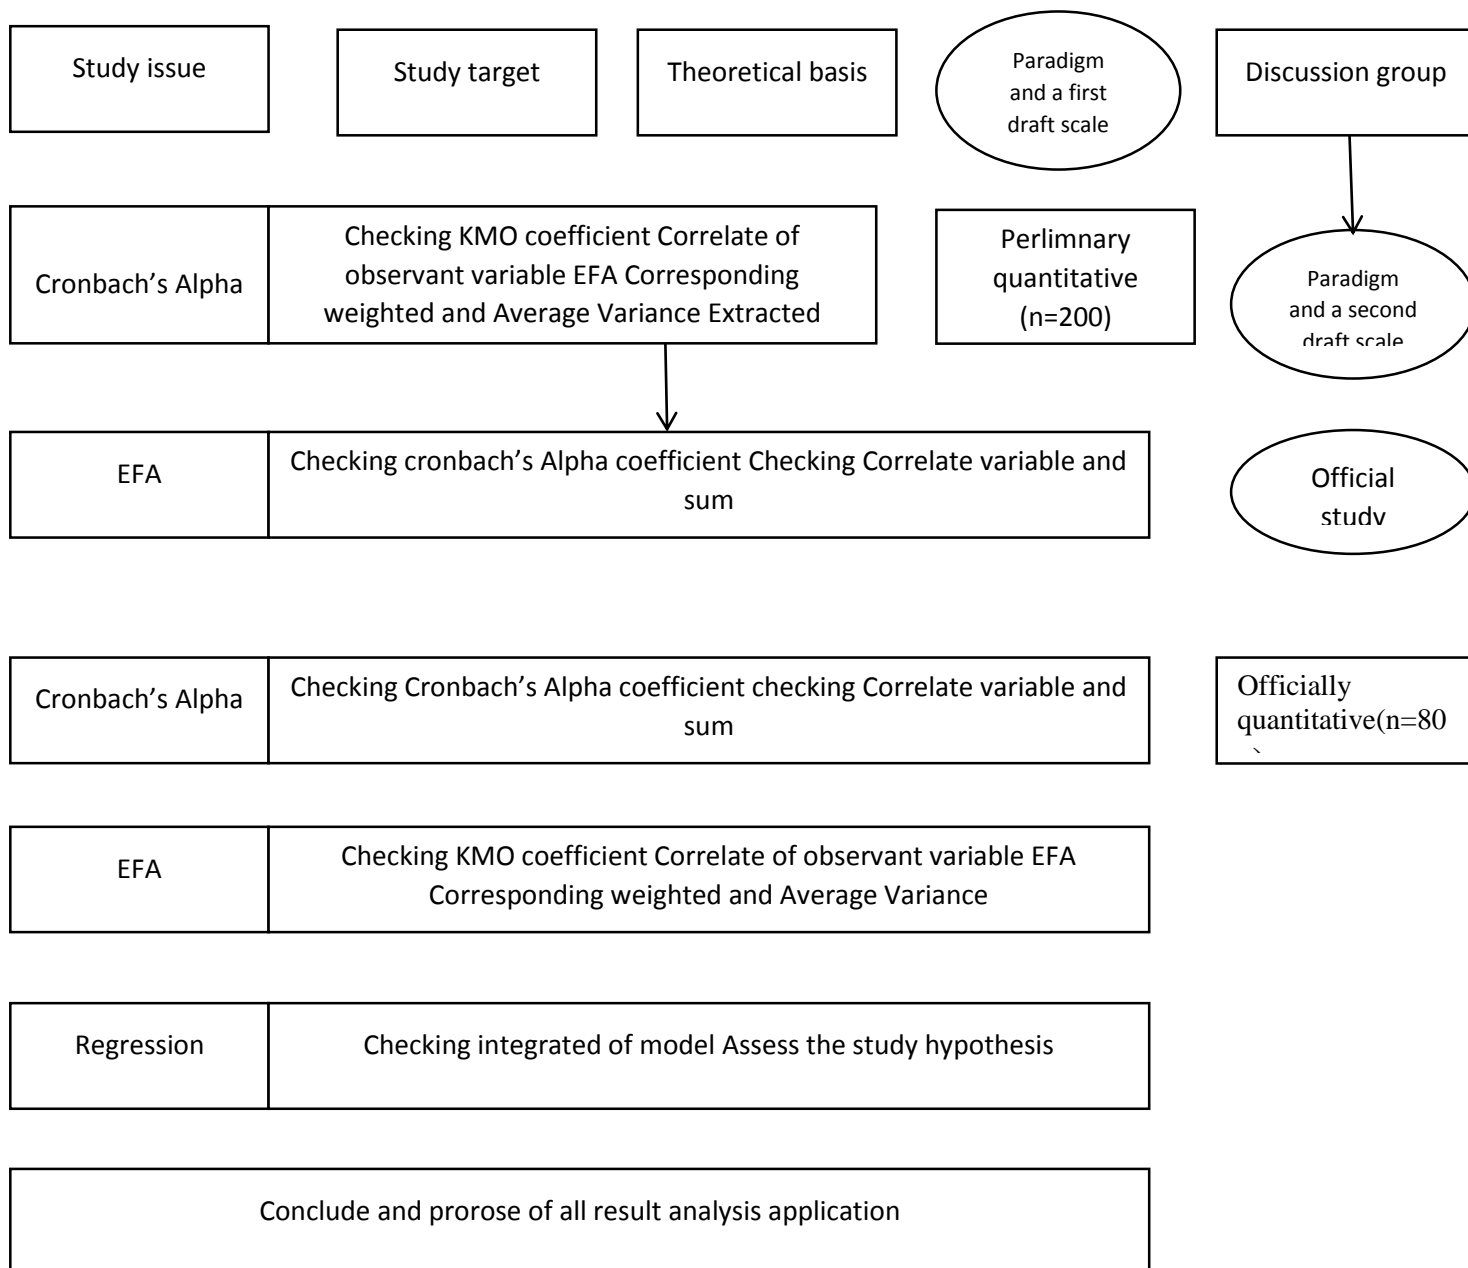 Study issue
Study target
Theoretical basis
Paradigm
and a first
draft scale
Discussion group
Cronbach's Alpha
Checking KMO coefficient Correlate of
observant variable EFA Corresponding
weighted and Average Variance Extracted
Perlimnary
quantitative
(n=200)
Paradigm
and a second
draft scale
EFA
Checking cronbach's Alpha coefficient Checking Correlate variable and
sum
Official
study
Cronbach's Alpha
Checking Cronbach's Alpha coefficient checking Correlate variable and
sum
Officially
quantitative(n=80
EFA
Checking KMO coefficient Correlate of observant variable EFA
Corresponding weighted and Average Variance
Regression
Checking integrated of model Assess the study hypothesis
Conclude and prorose of all result analysis application